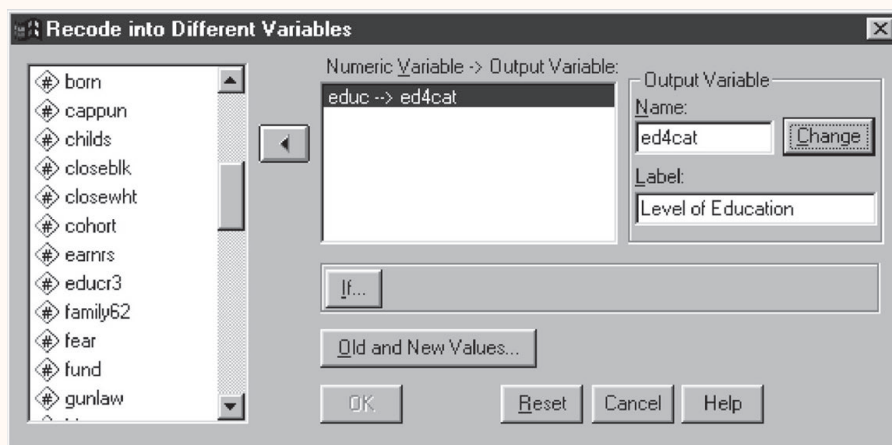 Recode into Different Variables
born
cappun
childs
closeblk
closewht
cohort
earnrs
educr3
family62
fear
fund
gunlaw
Numeric Variable -> Output Variable:
educ --> ed4cat
Output Variable
Name:
ed4cat
Change
Label:
Level of Education
If...
Old and New Values...
OK
Reset
Cancel
Help